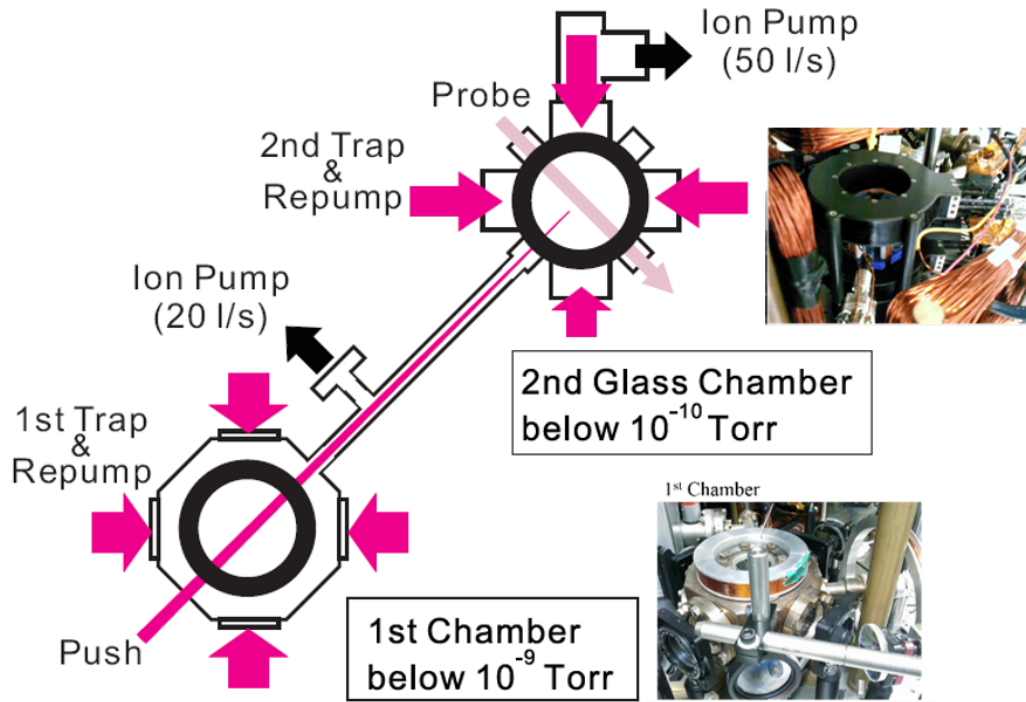 Ion Pump
(50 l/s)
Probe
2nd Trap
&
Repump
Ion Pump
(20 l/s)
2nd Glass Chamber
below 10⁻¹⁰ Torr
1st Trap
&
Repump
1ˢᵗ Chamber
Push
1st Chamber
below 10⁻⁹ Torr